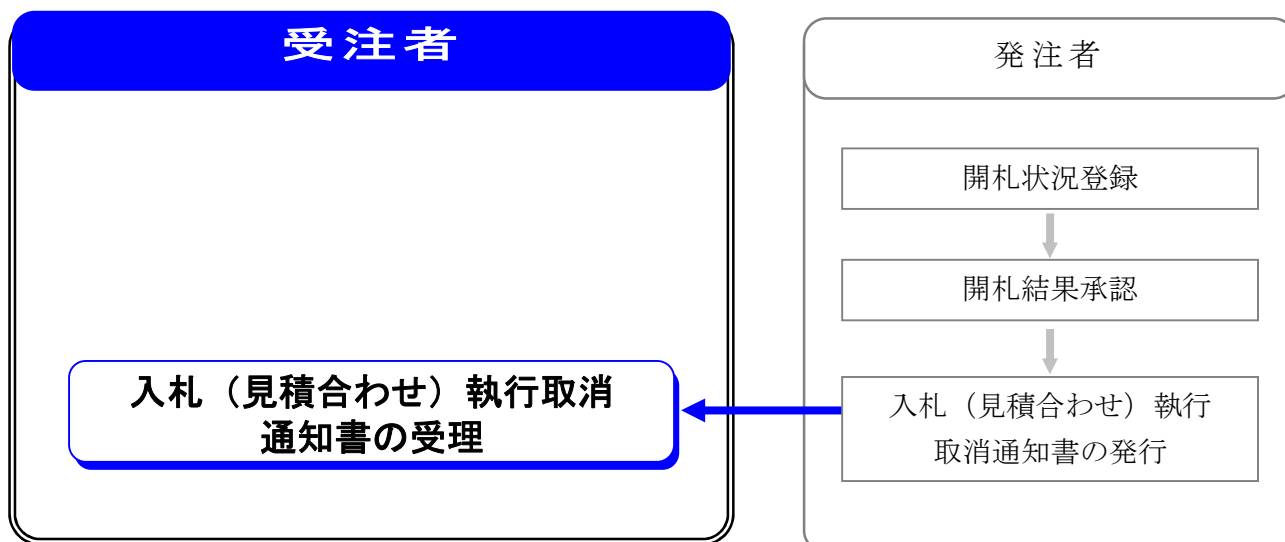 受注者
入札（見積合わせ）執行取消
通知書の受理
発注者
開札状況登録
開札結果承認
入札（見積合わせ）執行
取消通知書の発行